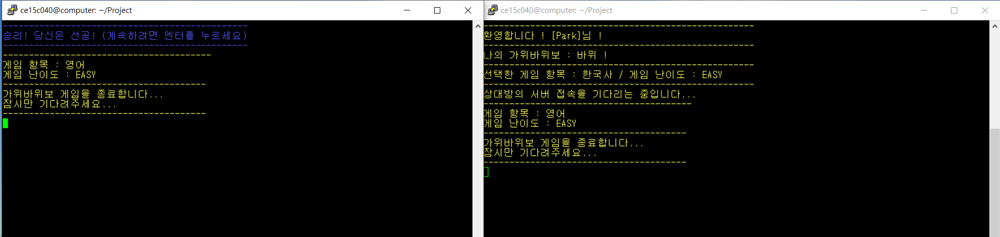 ce15c040@computer: ~/Project
----------------------------------------------------
승리! 당신은 선공! (계속하려면 엔터를 누르세요)
----------------------------------------------------
----------------------------------------
게임 항목 : 영어
게임 난이도 : EASY
---------------------------------------
가위바위보 게임을 종료합니다...
잠시만 기다려주세요...
---------------------------------------
ce15c040@computer: ~/Project
----------------------------------------------------
환영합니다 ! [Park]님 !
----------------------------------------------------
나의 가위바위보 : 바위 !
----------------------------------------------------
선택한 게임 항목 : 한국사 / 게임 난이도 : EASY
----------------------------------------------------
상대방의 서버 접속을 기다리는 중입니다...
----------------------------------------
게임 항목 : 영어
게임 난이도 : EASY
---------------------------------------
가위바위보 게임을 종료합니다...
잠시만 기다려주세요...
---------------------------------------